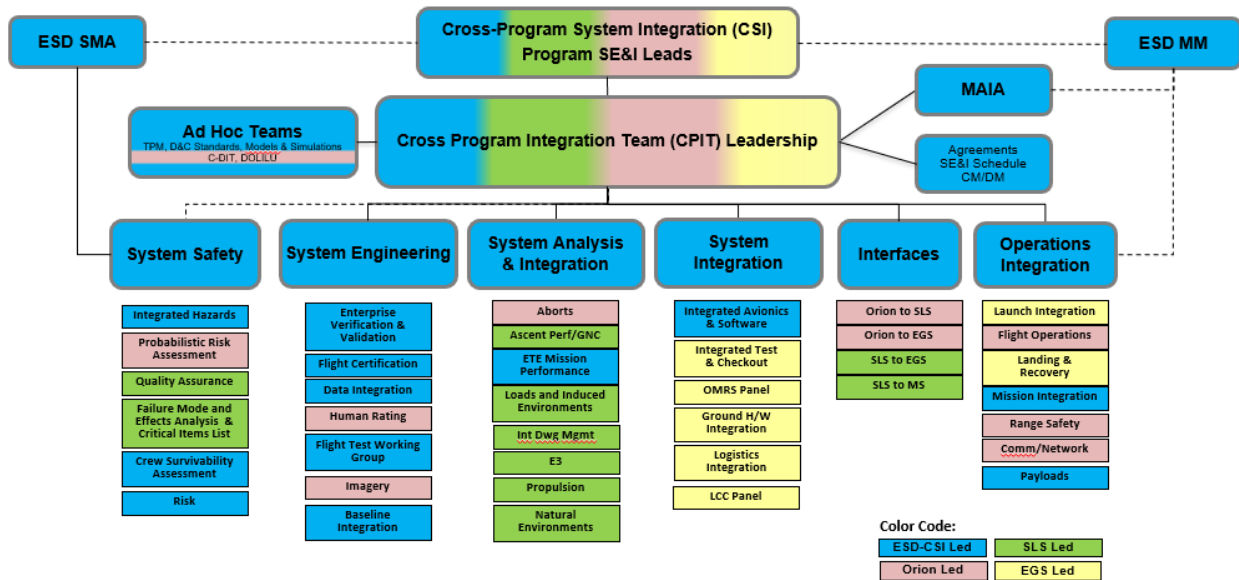 ESD SMA
Cross-Program System Integration (CSI)
Program SE&I Leads
ESD MM
MAIA
Ad Hoc Teams
TPM, D&C Standards, Models & Simulations
C-DIT, DOLILU
Cross Program Integration Team (CPIT) Leadership
Agreements
SE&I Schedule
CM/DM
System Safety
System Engineering
System Analysis
& Integration
System
Integration
Interfaces
Operations
Integration
Integrated Hazards
Probabilistic Risk
Assessment
Quality Assurance
Failure Mode and
Effects Analysis &
Critical Items List
Crew Survivability
Assessment
Risk
Enterprise
Verification &
Validation
Flight Certification
Data Integration
Human Rating
Flight Test Working
Group
Imagery
Baseline
Integration
Aborts
Ascent Perf/GNC
ETE Mission
Performance
Loads and Induced
Environments
Int Dwg Mgmt
E3
Propulsion
Natural
Environments
Integrated Avionics
& Software
Integrated Test
& Checkout
OMRS Panel
Ground H/W
Integration
Logistics
Integration
LCC Panel
Orion to SLS
Orion to EGS
SLS to EGS
SLS to MS
Launch Integration
Flight Operations
Landing &
Recovery
Mission Integration
Range Safety
Comm/Network
Payloads
Color Code:
ESD-CSI Led
SLS Led
Orion Led
EGS Led